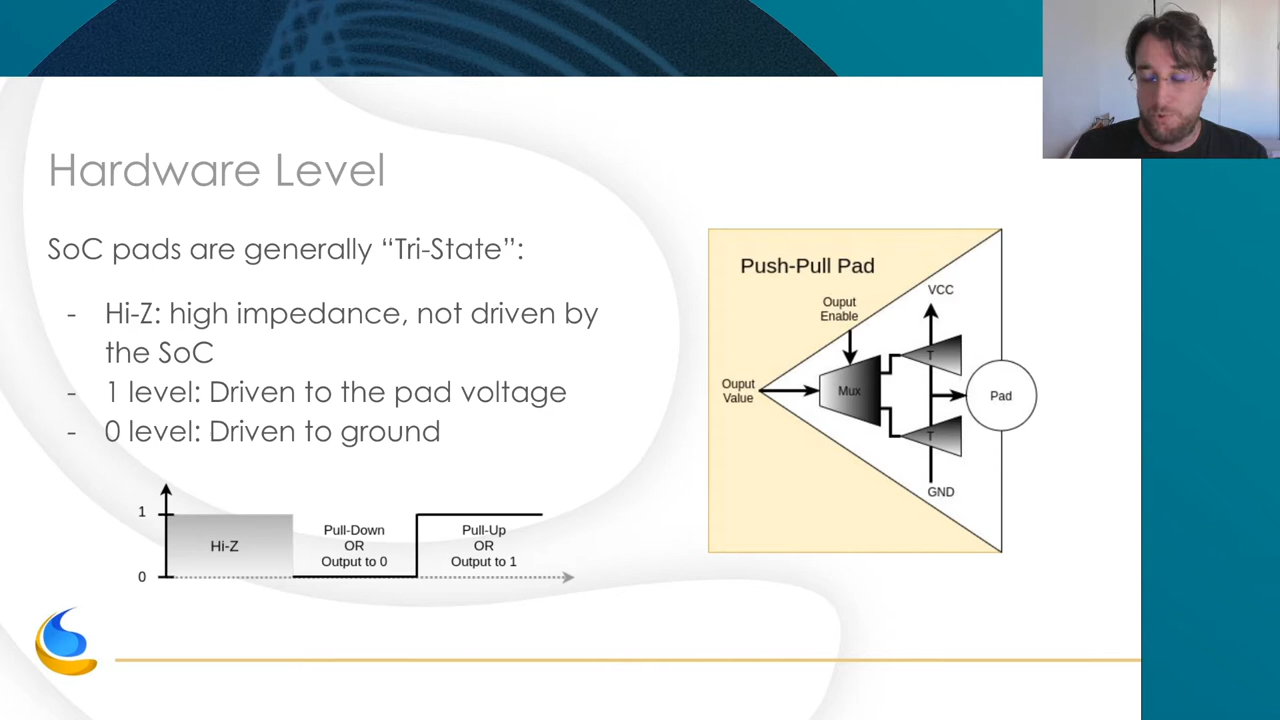 Hardware Level
SoC pads are generally “Tri-State”:
- Hi-Z: high impedance, not driven by
the SoC
- 1 level: Driven to the pad voltage
- 0 level: Driven to ground
1
0
Hi-Z
Pull-Down
OR
Output to 0
Pull-Up
OR
Output to 1
Push-Pull Pad
Ouput
Enable
VCC
Ouput
Value
Mux
T
Pad
T
GND